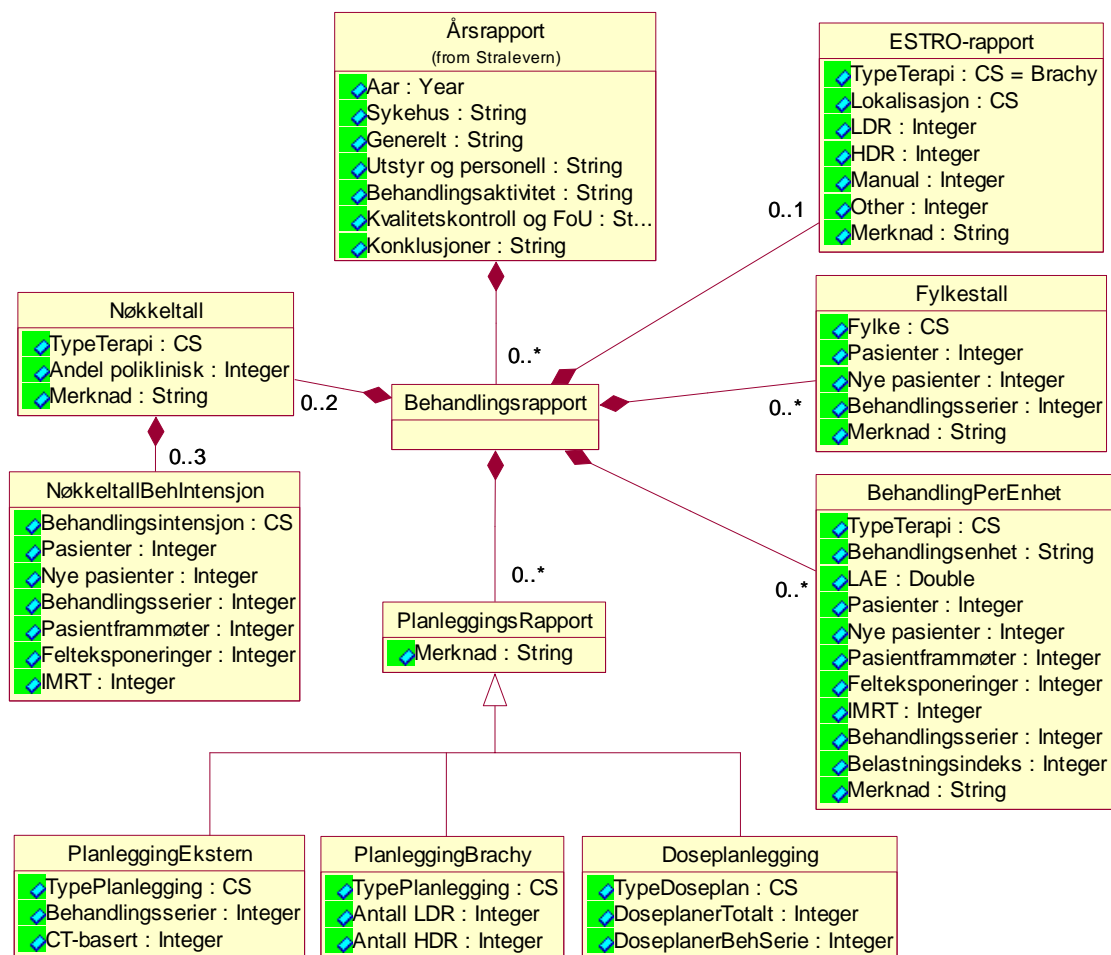 Årsrapport
(from Stralevern)
Aar : Year
Sykehus : String
Generelt : String
Utstyr og personell : String
Behandlingsaktivitet : String
Kvalitetskontroll og FoU : St...
Konklusjoner : String
ESTRO-rapport
TypeTerapi : CS = Brachy
Lokalisasjon : CS
LDR : Integer
HDR : Integer
Manual : Integer
Other : Integer
Merknad : String
0..1
Nøkkeltall
TypeTerapi : CS
Andel poliklinisk : Integer
Merknad : String
0..2
0..*
Behandlingsrapport
Fylkestall
Fylke : CS
Pasienter : Integer
Nye pasienter : Integer
Behandlingsserier : Integer
Merknad : String
0..*
0..3
NøkkeltallBehIntensjon
Behandlingsintensjon : CS
Pasienter : Integer
Nye pasienter : Integer
Behandlingsserier : Integer
Pasientframmøter : Integer
Felteksponeringer : Integer
IMRT : Integer
0..*
PlanleggingsRapport
Merknad : String
0..*
BehandlingPerEnhet
TypeTerapi : CS
Behandlingsenhet : String
LAE : Double
Pasienter : Integer
Nye pasienter : Integer
Pasientframmøter : Integer
Felteksponeringer : Integer
IMRT : Integer
Behandlingsserier : Integer
Belastningsindeks : Integer
Merknad : String
PlanleggingEkstern
TypePlanlegging : CS
Behandlingsserier : Integer
CT-basert : Integer
PlanleggingBrachy
TypePlanlegging : CS
Antall LDR : Integer
Antall HDR : Integer
Doseplanlegging
TypeDoseplan : CS
DoseplanerTotalt : Integer
DoseplanerBehSerie : Integer